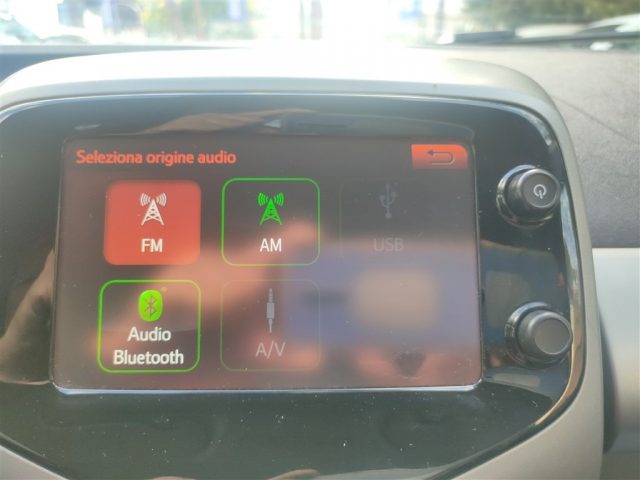 Seleziona origine audio
FM
AM
USB
Audio
Bluetooth
A/V